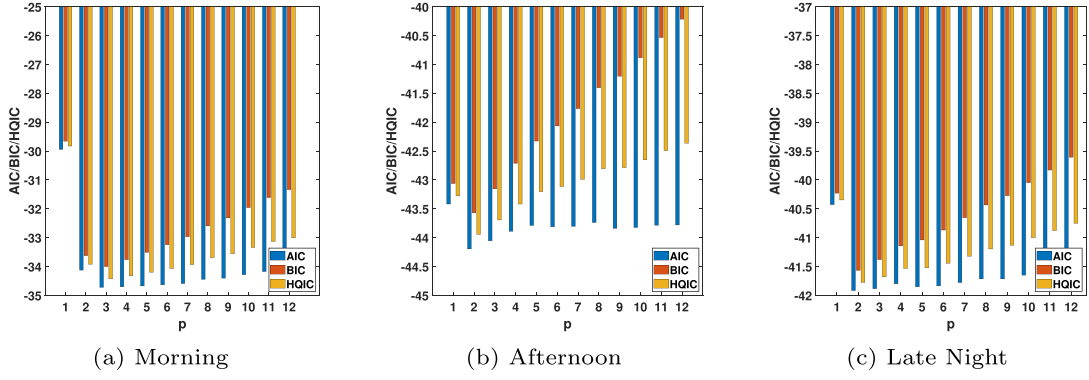 -25
-26
-27
-28
-29
-30
-31
-32
-33
-34
-35
AIC/BIC/HQIC
1 2 3 4 5 6 7 8 9 10 11 12
p
AIC
BIC
HQIC
(a) Morning
-40
-40.5
-41
-41.5
-42
-42.5
-43
-43.5
-44
-44.5
-45
AIC/BIC/HQIC
1 2 3 4 5 6 7 8 9 10 11 12
p
AIC
BIC
HQIC
(b) Afternoon
-37
-37.5
-38
-38.5
-39
-39.5
-40
-40.5
-41
-41.5
-42
AIC/BIC/HQIC
1 2 3 4 5 6 7 8 9 10 11 12
p
AIC
BIC
HQIC
(c) Late Night